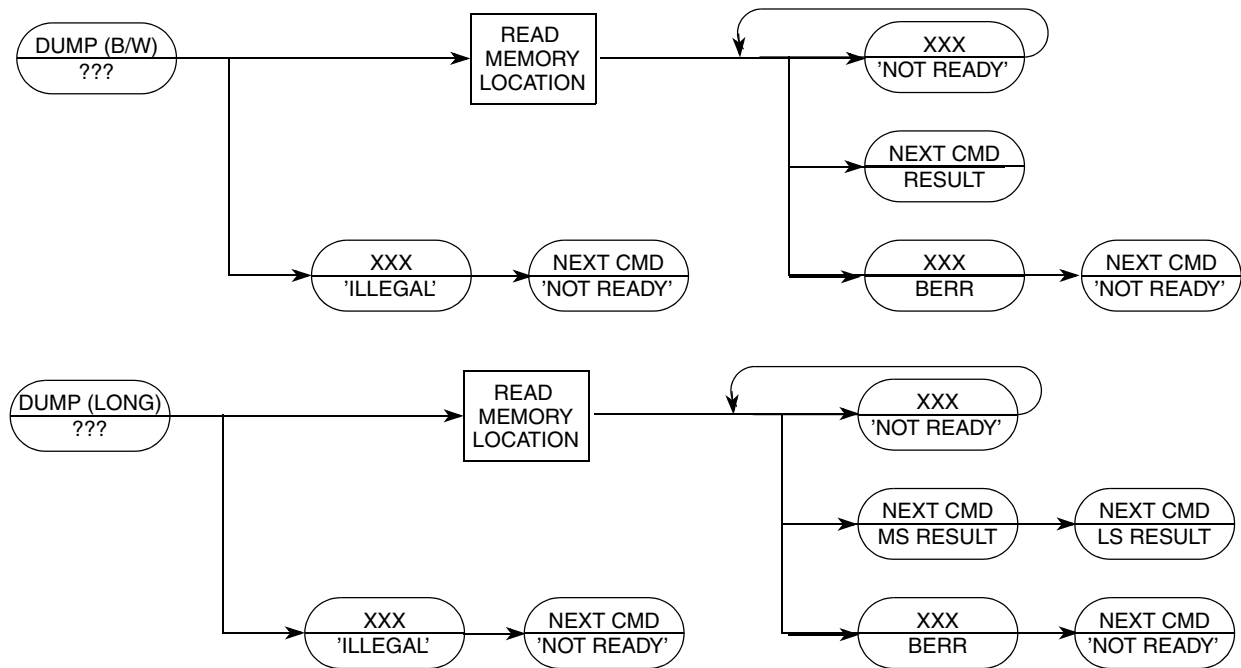 DUMP (B/W)
???
READ
MEMORY
LOCATION
XXX
'NOT READY'
NEXT CMD
RESULT
XXX
'ILLEGAL'
NEXT CMD
'NOT READY'
XXX
BERR
NEXT CMD
'NOT READY'
DUMP (LONG)
???
READ
MEMORY
LOCATION
XXX
'NOT READY'
NEXT CMD
MS RESULT
NEXT CMD
LS RESULT
XXX
'ILLEGAL'
NEXT CMD
'NOT READY'
XXX
BERR
NEXT CMD
'NOT READY'